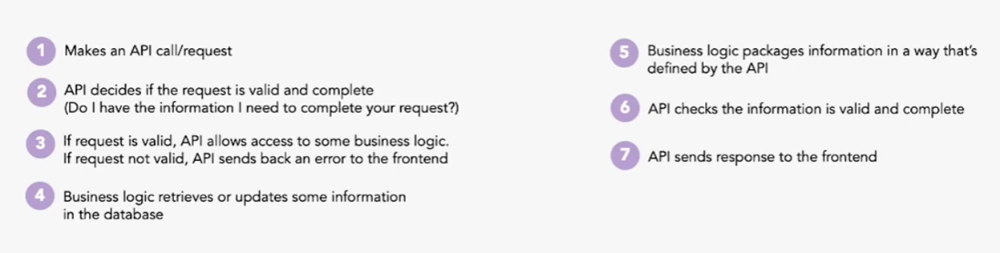 1 Makes an API call/request
2 API decides if the request is valid and complete
(Do I have the information I need to complete your request?)
3 If request is valid, API allows access to some business logic.
If request not valid, API sends back an error to the frontend
4 Business logic retrieves or updates some information
in the database
5 Business logic packages information in a way that's
defined by the API
6 API checks the information is valid and complete
7 API sends response to the frontend